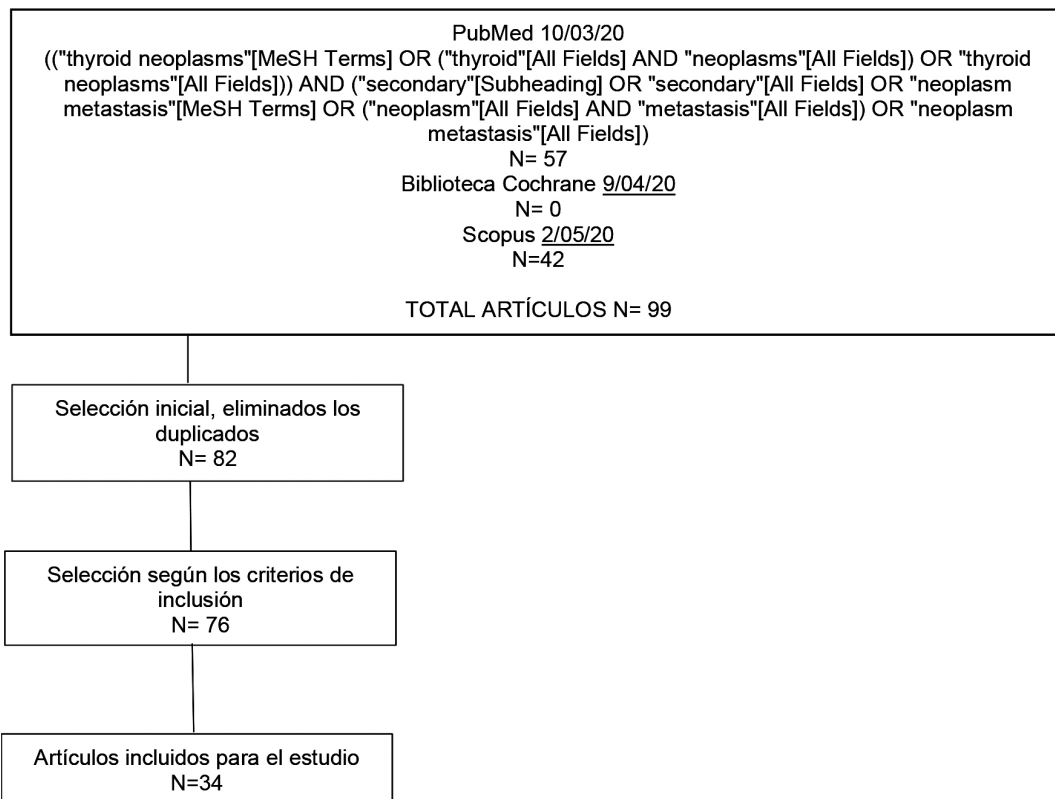 PubMed 10/03/20
(("thyroid neoplasms"[MeSH Terms] OR ("thyroid"[All Fields] AND "neoplasms"[All Fields]) OR "thyroid
neoplasms"[All Fields])) AND ("secondary"[Subheading] OR "secondary"[All Fields] OR "neoplasm
metastasis"[MeSH Terms] OR ("neoplasm"[All Fields] AND "metastasis"[All Fields]) OR "neoplasm
metastasis"[All Fields])
N= 57
Biblioteca Cochrane 9/04/20
N= 0
Scopus 2/05/20
N=42
TOTAL ARTÍCULOS N= 99
Selección inicial, eliminados los
duplicados
N= 82
Selección según los criterios de
inclusión
N= 76
Artículos incluidos para el estudio
N=34